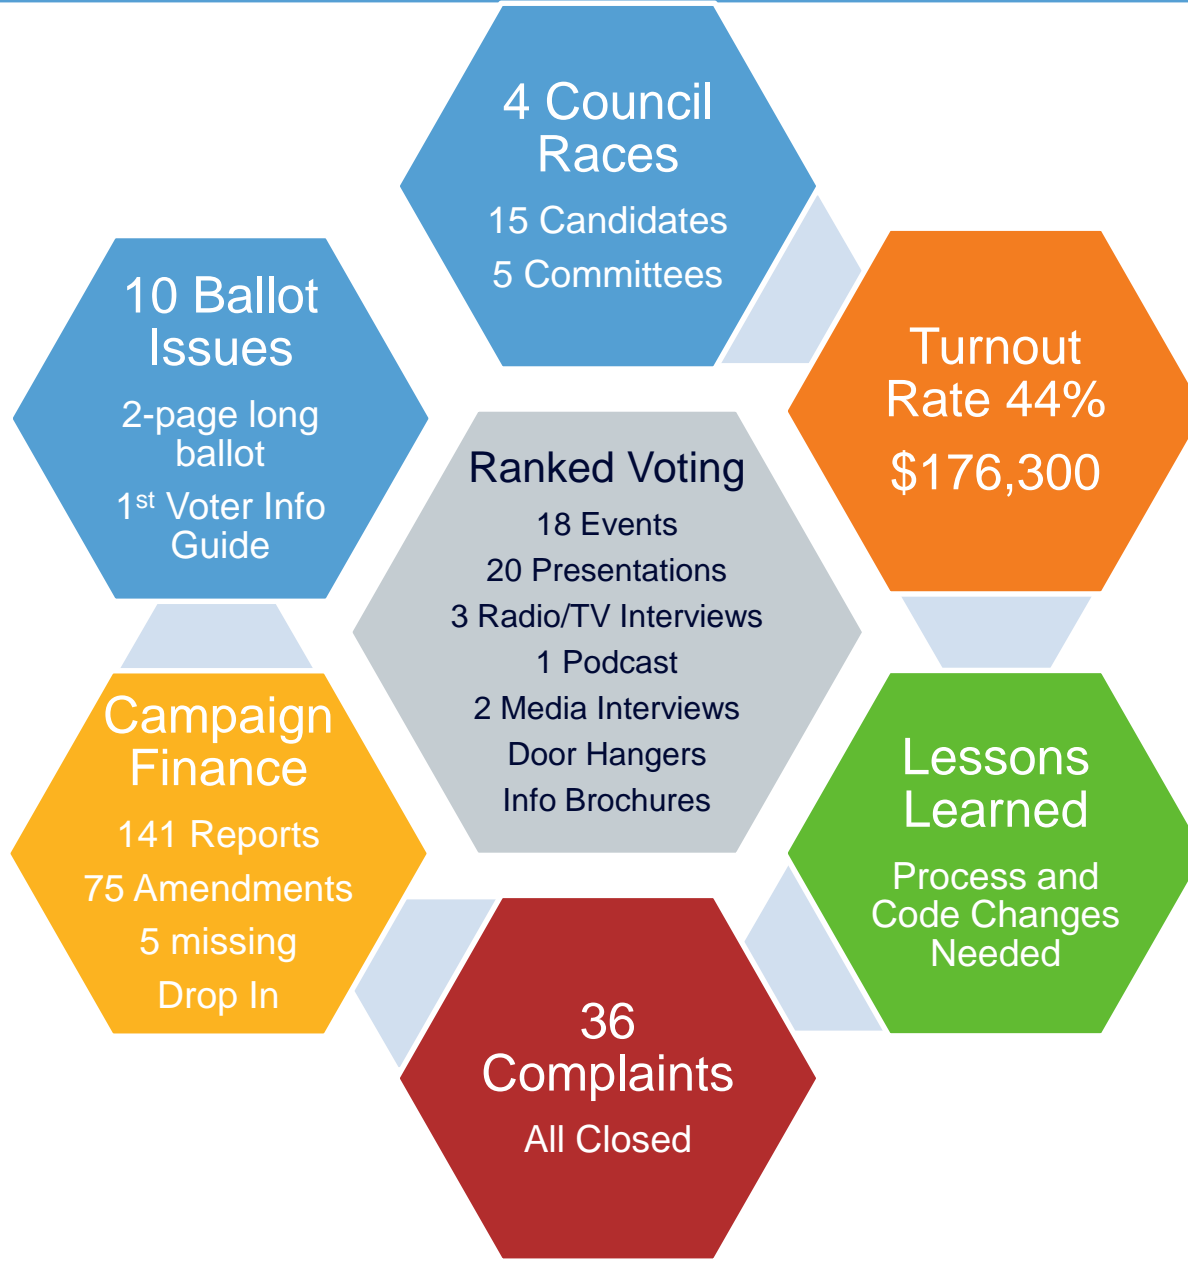 4 Council
Races
15 Candidates
5 Committees
Turnout
Rate 44%
$176,300
Lessons
Learned
Process and
Code Changes
Needed
36
Complaints
All Closed
Campaign
Finance
141 Reports
75 Amendments
5 missing
Drop In
10 Ballot
Issues
2-page long
ballot
1st Voter Info
Guide
Ranked Voting
18 Events
20 Presentations
3 Radio/TV Interviews
1 Podcast
2 Media Interviews
Door Hangers
Info Brochures